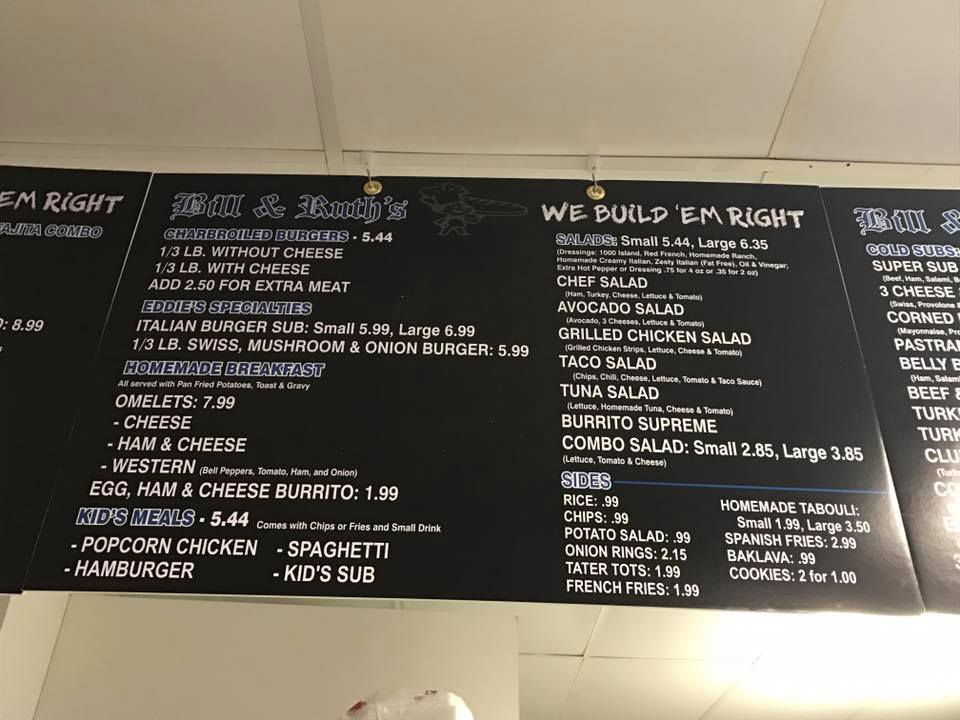 EM RIGHT
AJITA COMBO
: 8.99
Bill & Ruth's
CHARBROILED BURGERS - 5.44
1/3 LB. WITHOUT CHEESE
1/3 LB. WITH CHEESE
ADD 2.50 FOR EXTRA MEAT
EDDIE'S SPECIALTIES
ITALIAN BURGER SUB: Small 5.99, Large 6.99
1/3 LB. SWISS, MUSHROOM & ONION BURGER: 5.99
HOMEMADE BREAKFAST
All served with Pan Fried Potatoes, Toast & Gravy
OMELETS: 7.99
- CHEESE
- HAM & CHEESE
- WESTERN (Bell Peppers, Tomato, Ham, and Onion)
EGG, HAM & CHEESE BURRITO: 1.99
KID'S MEALS - 5.44 Comes with Chips or Fries and Small Drink
- POPCORN CHICKEN - SPAGHETTI
- HAMBURGER - KID'S SUB
WE BUILD 'EM RIGHT
SALADS: Small 5.44, Large 6.35
(Dressings: 1000 Island, Red French, Homemade Ranch,
Homemade Creamy Italian, Zesty Italian (Fat Free), Oil & Vinegar;
Extra Hot Pepper or Dressing .75 for 4 oz or .35 for 2 oz)
CHEF SALAD
(Ham, Turkey, Cheese, Lettuce & Tomato)
AVOCADO SALAD
(Avocado, 3 Cheeses, Lettuce & Tomato)
GRILLED CHICKEN SALAD
(Grilled Chicken Strips, Lettuce, Cheese & Tomato)
TACO SALAD
(Chips, Chili, Cheese, Lettuce, Tomato & Taco Sauce)
TUNA SALAD
(Lettuce, Homemade Tuna, Cheese & Tomato)
BURRITO SUPREME
COMBO SALAD: Small 2.85, Large 3.85
(Lettuce, Tomato & Cheese)
SIDES
RICE: .99
CHIPS: .99
POTATO SALAD: .99
ONION RINGS: 2.15
TATER TOTS: 1.99
FRENCH FRIES: 1.99
HOMEMADE TABOULI:
Small 1.99, Large 3.50
SPANISH FRIES: 2.99
BAKLAVA: .99
COOKIES: 2 for 1.00
Bill &
COLD SUBS:
SUPER SUB
(Beef, Ham, Salami,
3 CHEESE
(Swiss, Provolone
CORNED
(Mayonnaise,
PASTRA
BELLY B
(Ham, Salam
BEEF &
TURK
TURK
CLU